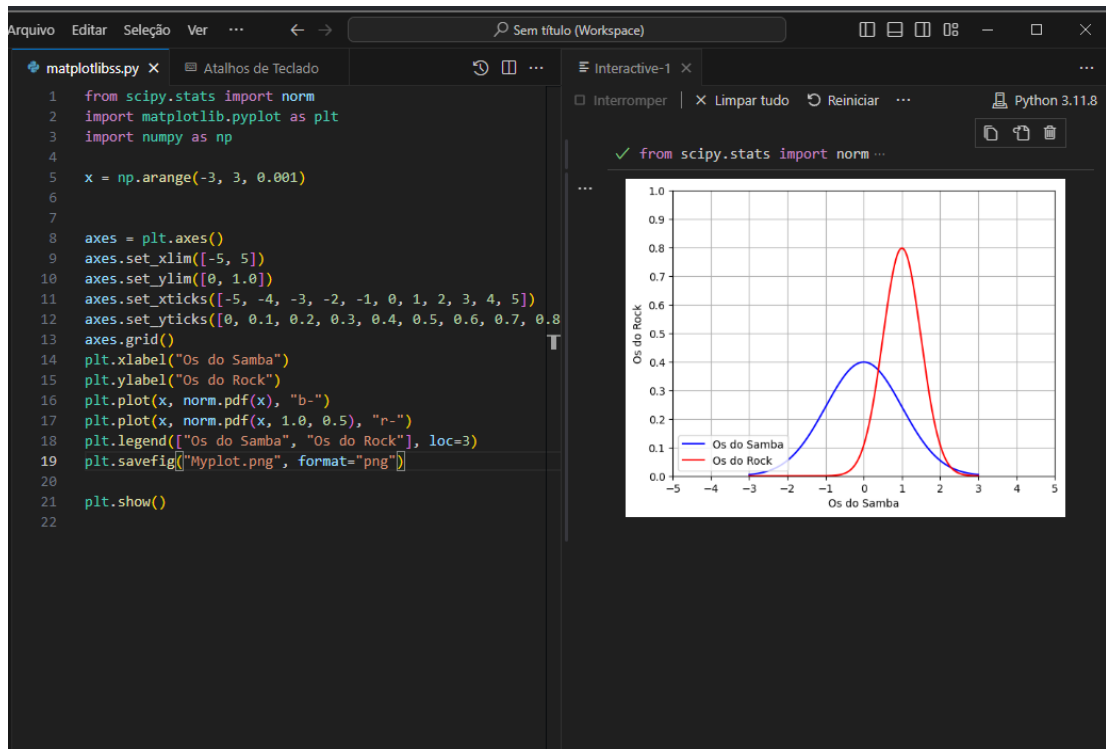 Arquivo Editar Seleção Ver ··· ← → Sem título (Workspace)
matplotlibss.py × Atalhos de Teclado ···
1 from scipy.stats import norm
2 import matplotlib.pyplot as plt
3 import numpy as np
4
5 x = np.arange(-3, 3, 0.001)
6
7
8 axes = plt.axes()
9 axes.set_xlim([-5, 5])
10 axes.set_ylim([0, 1.0])
11 axes.set_xticks([-5, -4, -3, -2, -1, 0, 1, 2, 3, 4, 5])
12 axes.set_yticks([0, 0.1, 0.2, 0.3, 0.4, 0.5, 0.6, 0.7, 0.8
13 axes.grid()
14 plt.xlabel("Os do Samba")
15 plt.ylabel("Os do Rock")
16 plt.plot(x, norm.pdf(x), "b-")
17 plt.plot(x, norm.pdf(x, 1.0, 0.5), "r-")
18 plt.legend(["Os do Samba", "Os do Rock"], loc=3)
19 plt.savefig("Myplot.png", format="png")
20
21 plt.show()
22
Interactive-1 × ···
Interromper | × Limpar tudo Reiniciar ··· Python 3.11.8
✓ from scipy.stats import norm ···
···
1.0
0.9
0.8
0.7
0.6
0.5
0.4
0.3
0.2
0.1
0.0
Os do Rock
Os do Samba
Os do Rock
−5 −4 −3 −2 −1 0 1 2 3 4 5
Os do Samba